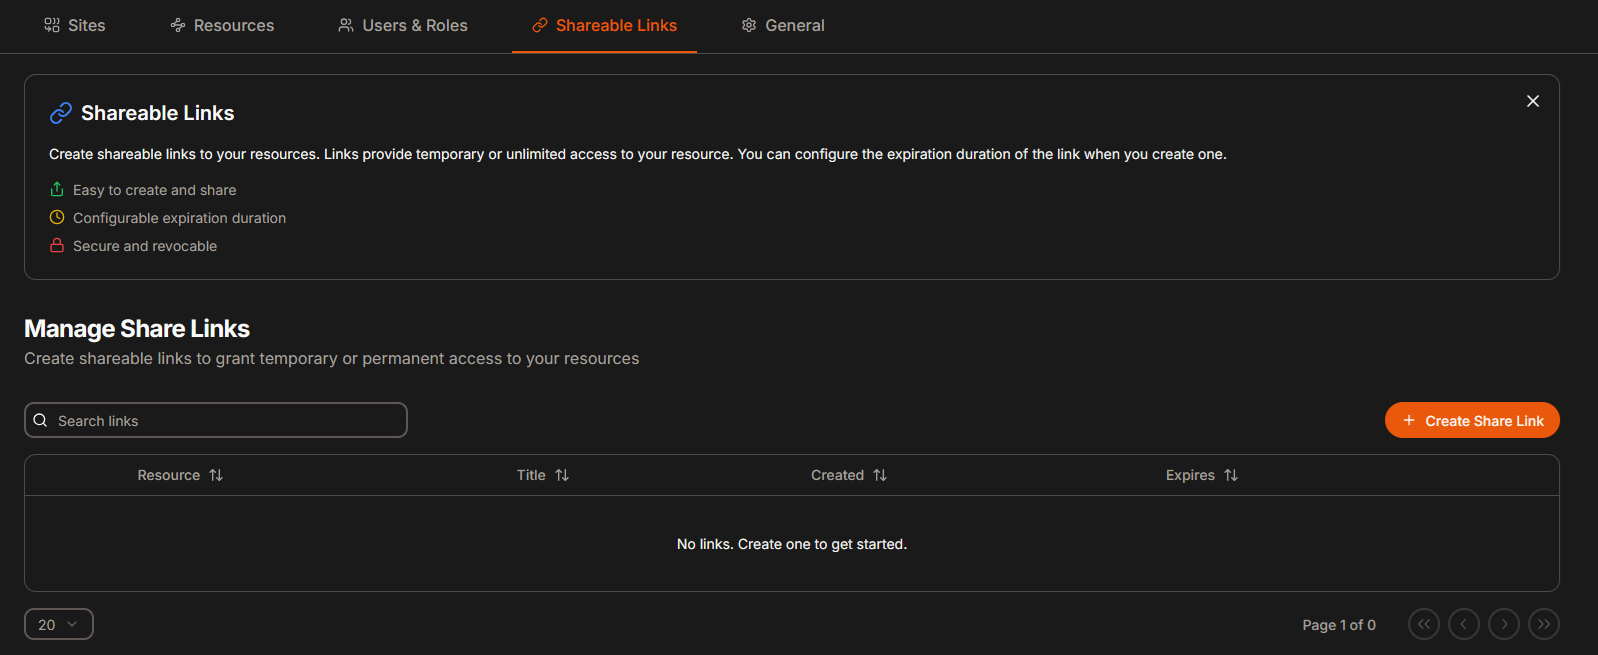 Sites Resources Users & Roles Shareable Links General
Shareable Links
Create shareable links to your resources. Links provide temporary or unlimited access to your resource. You can configure the expiration duration of the link when you create one.
Easy to create and share
Configurable expiration duration
Secure and revocable
Manage Share Links
Create shareable links to grant temporary or permanent access to your resources
Search links
Create Share Link
Resource Title Created Expires
No links. Create one to get started.
20
Page 1 of 0